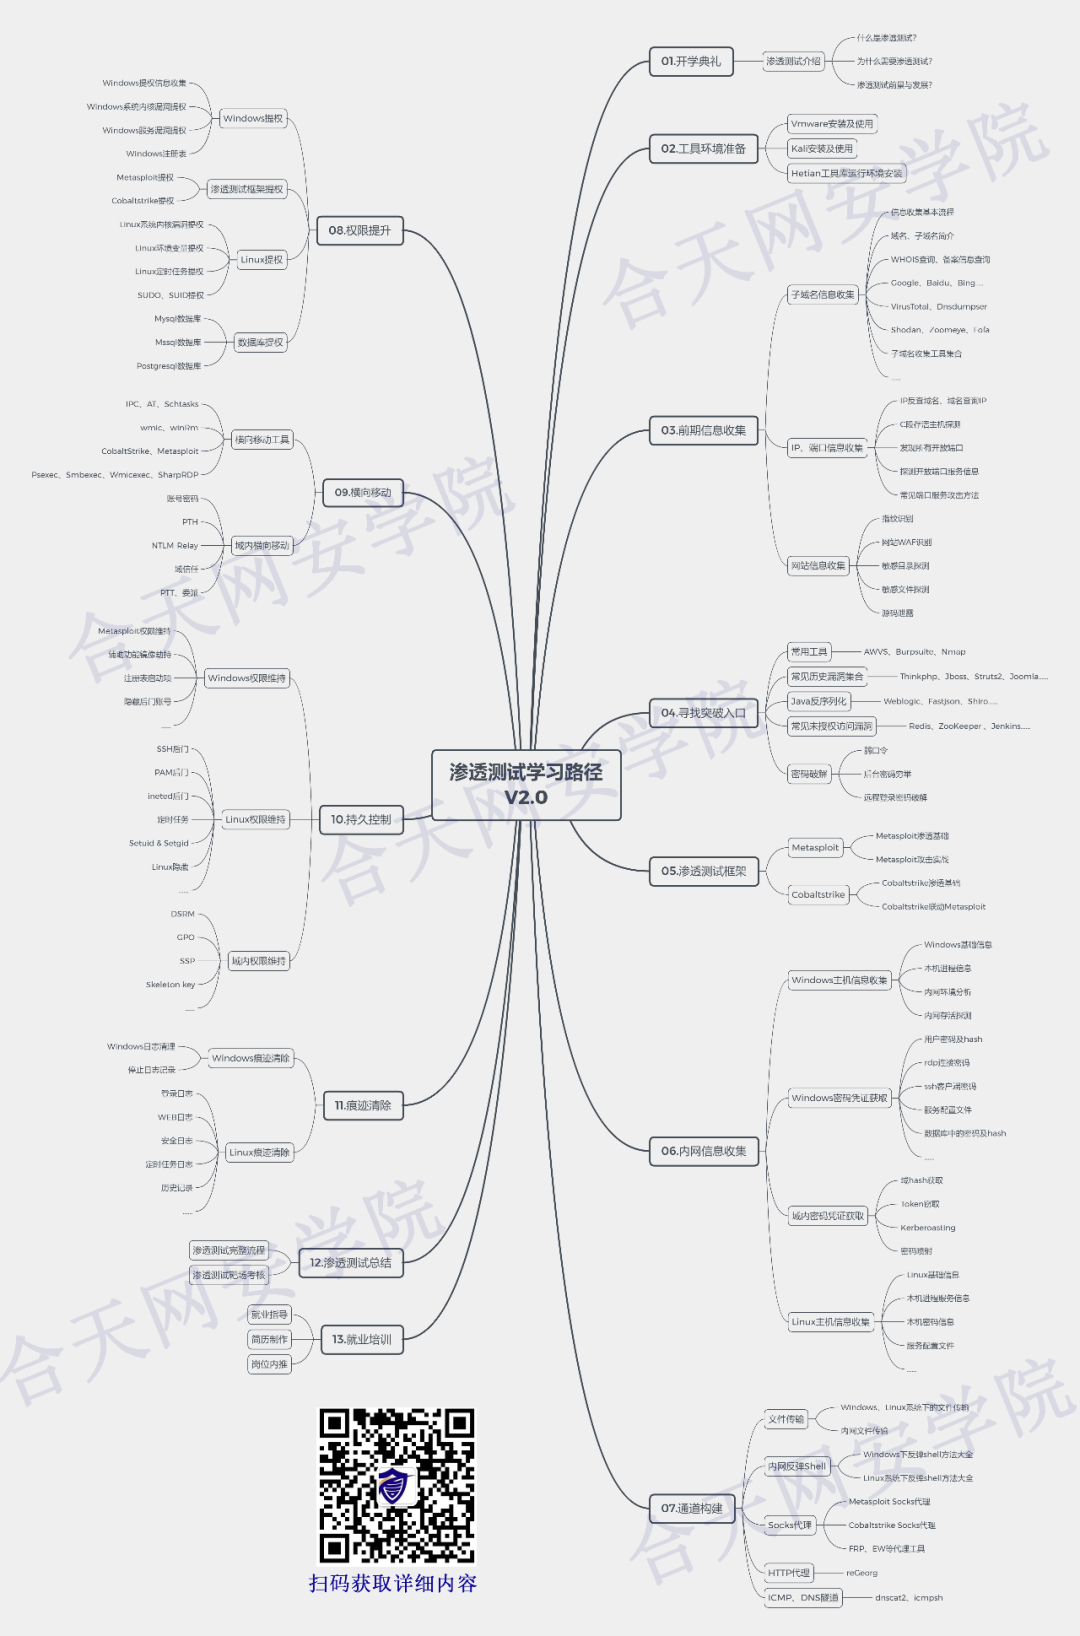 渗透测试学习路径
V2.0
01.开学典礼
渗透测试介绍
什么是渗透测试?
为什么需要渗透测试?
渗透测试前景与发展?
02.工具环境准备
Vmware安装及使用
Kali安装及使用
Hetian工具库运行环境安装
03.前期信息收集
子域名信息收集
信息收集基本流程
域名、子域名简介
WHOIS查询、备案信息查询
Google、Baidu、Bing....
VirusTotal、Dnsdumpser
Shodan、Zoomeye、Fofa
子域名收集工具集合
......
IP、端口信息收集
IP反查域名、域名查询IP
C段存活主机探测
发现所有开放端口
探测开放端口服务信息
常见端口服务攻击方法
网站信息收集
指纹识别
网站WAF识别
敏感目录探测
敏感文件探测
源码泄露
04.寻找突破入口
常用工具
AWVS、Burpsuite、Nmap
常见历史漏洞集合
Thinkphp、Jboss、Struts2、Joomla.....
Java反序列化
Weblogic、Fastjson、Shiro.....
常见未授权访问漏洞
Redis、ZooKeeper、Jenkins.....
密码破解
弱口令
后台密码穷举
远程登录密码破解
05.渗透测试框架
Metasploit
Metasploit渗透基础
Metasploit攻击实战
Cobaltstrike
Cobaltstrike渗透基础
Cobaltstrike联动Metasploit
06.内网信息收集
Windows主机信息收集
Windows基础信息
本机进程信息
内网环境分析
内网存活探测
Windows密码凭证获取
用户密码及hash
rdp连接密码
ssh客户端密码
服务配置文件
数据库中的密码及hash
......
域内密码凭证获取
域hash获取
Token窃取
Kerberoasting
密码喷射
Linux主机信息收集
Linux基础信息
本机进程服务信息
本机密码信息
服务配置文件
......
07.通道构建
文件传输
Windows、Linux系统下的文件传输
内网文件传输
内网反弹Shell
Windows下反弹shell方法大全
Linux系统下反弹shell方法大全
Socks代理
Metasploit Socks代理
Cobaltstrike Socks代理
FRP、EW等代理工具
HTTP代理
reGeorg
ICMP、DNS隧道
dnscat2、icmpsh
08.权限提升
Windows提权
Windows提权信息收集
Windows系统内核漏洞提权
Windows服务漏洞提权
Windows注册表
渗透测试框架提权
Metasploit提权
Cobaltstrike提权
Linux提权
Linux系统内核漏洞提权
Linux环境变量提权
Linux定时任务提权
SUDO、SUID提权
数据库提权
Mysql数据库
Mssql数据库
Postgresql数据库
09.横向移动
横向移动工具
IPC、AT、Schtasks
wmic、winRm
CobaltStrike、Metasploit
Psexec、Smbexec、Wmicexec、SharpRDP
域内横向移动
账号密码
PTH
NTLM Relay
域信任
PTT、委派
10.持久控制
Windows权限维持
Metasploit权限维持
辅助功能镜像劫持
注册表启动项
隐藏后门账号
......
Linux权限维持
SSH后门
PAM后门
ineted后门
定时任务
Setuid & Setgid
Linux隐藏
......
域内权限维持
DSRM
GPO
SSP
Skeleton key
......
11.痕迹清除
Windows痕迹清除
Windows日志清理
停止日志记录
Linux痕迹清除
登录日志
WEB日志
安全日志
定时任务日志
历史记录
......
12.渗透测试总结
渗透测试完整流程
渗透测试靶场考核
13.就业培训
就业指导
简历制作
岗位内推
扫码获取详细内容
合天网安学院
合天网安学院
合天网安学院
合天网安学院
合天网安学院